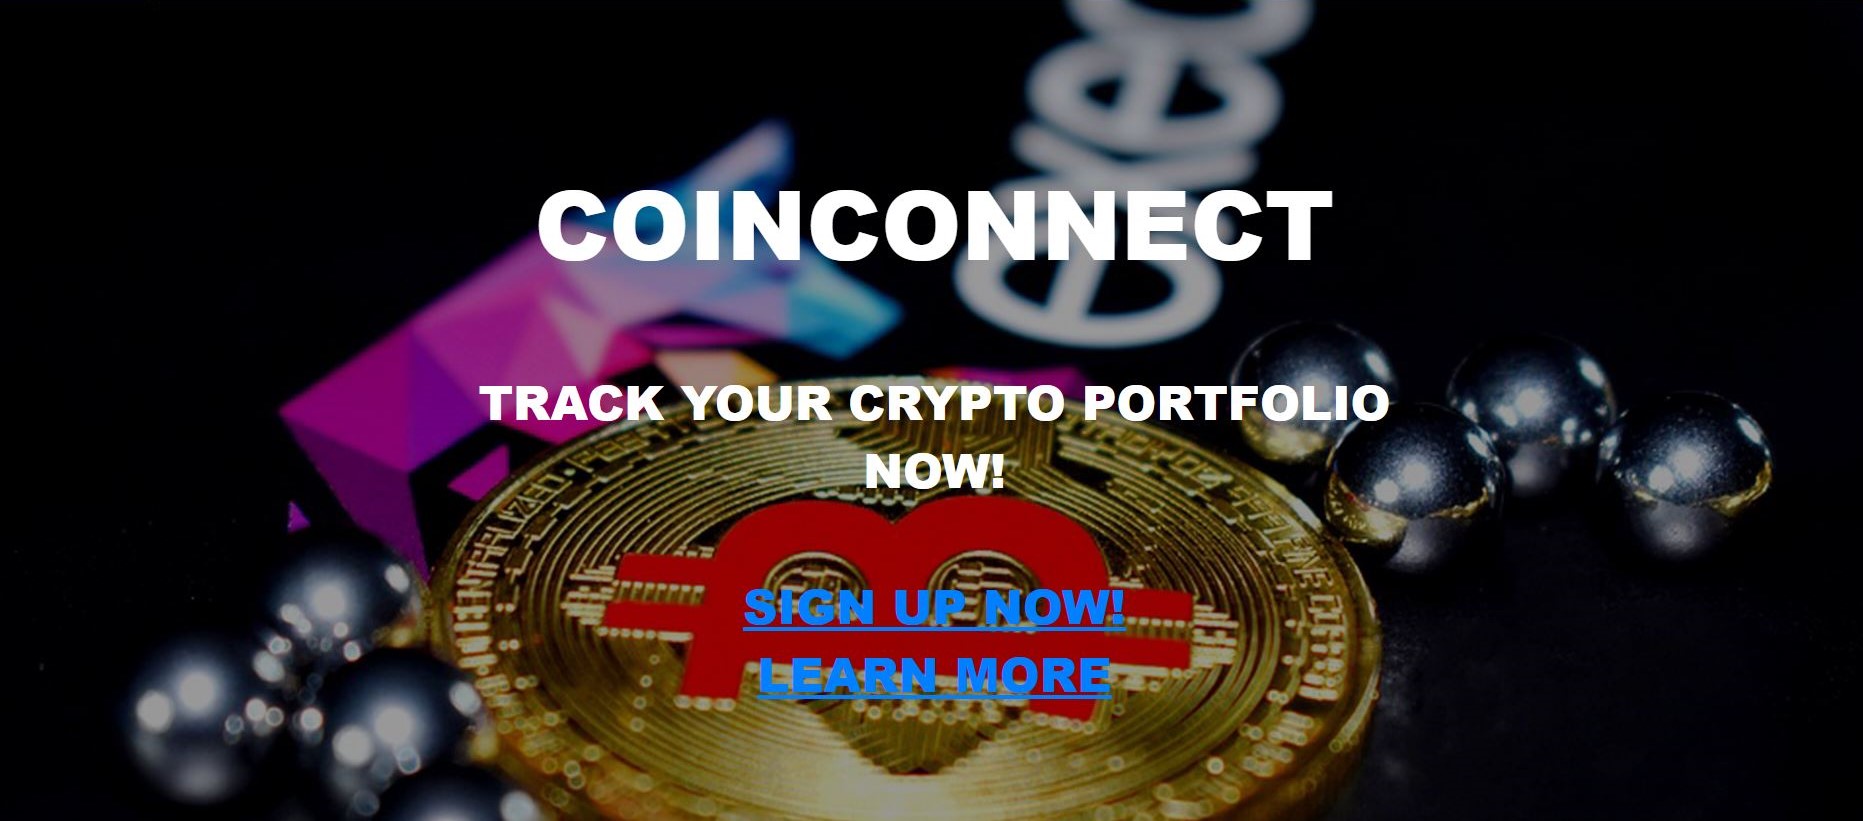 COINCONNECT
TRACK YOUR CRYPTO PORTFOLIO
NOW!
SIGN UP NOW!
LEARN MORE